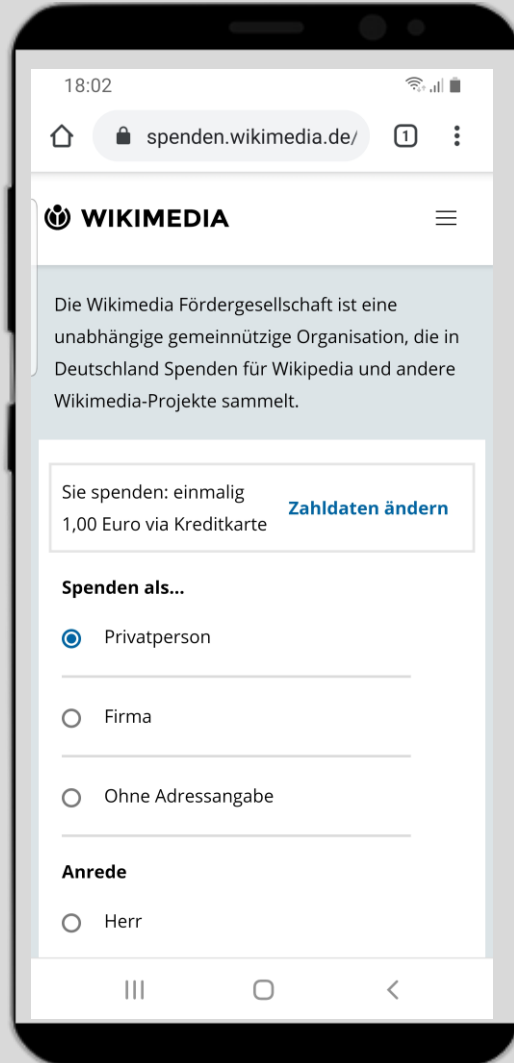 18:02
spenden.wikimedia.de/
1
WIKIMEDIA
Die Wikimedia Fördergesellschaft ist eine
unabhängige gemeinnützige Organisation, die in
Deutschland Spenden für Wikipedia und andere
Wikimedia-Projekte sammelt.
Sie spenden: einmalig
1,00 Euro via Kreditkarte
Zahldaten ändern
Spenden als...
Privatperson
Firma
Ohne Adressangabe
Anrede
Herr